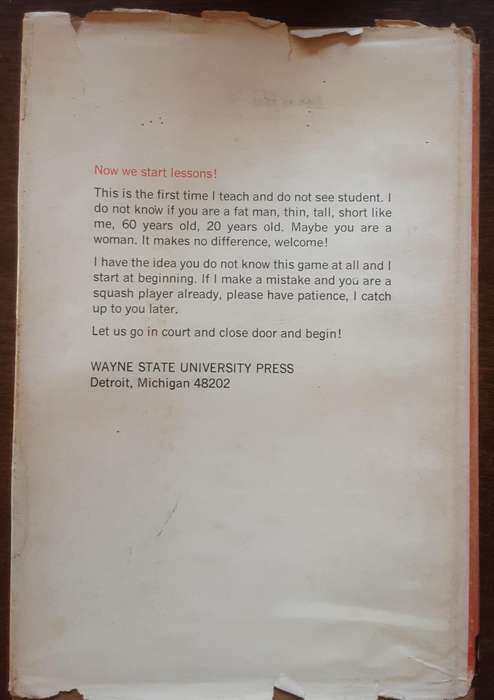 Now we start lessons!
This is the first time I teach and do not see student. I
do not know if you are a fat man, thin, tall, short like
me, 60 years old, 20 years old. Maybe you are a
woman. It makes no difference, welcome!
I have the idea you do not know this game at all and I
start at beginning. If I make a mistake and you are a
squash player already, please have patience, I catch
up to you later.
Let us go in court and close door and begin!
WAYNE STATE UNIVERSITY PRESS
Detroit, Michigan 48202